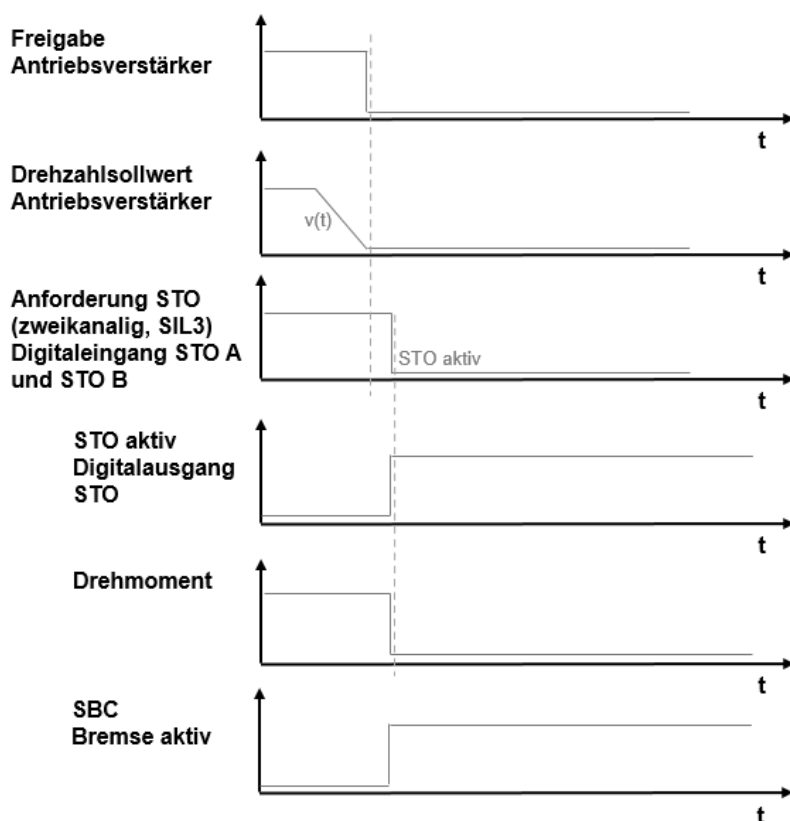 Freigabe
Antriebsverstärker
t
Drehzahlsollwert
Antriebsverstärker
v(t)
t
Anforderung STO
(zweikanalig, SIL3)
Digitaleingang STO A
und STO B
STO aktiv
t
STO aktiv
Digitalausgang
STO
t
Drehmoment
t
SBC
Bremse aktiv
t